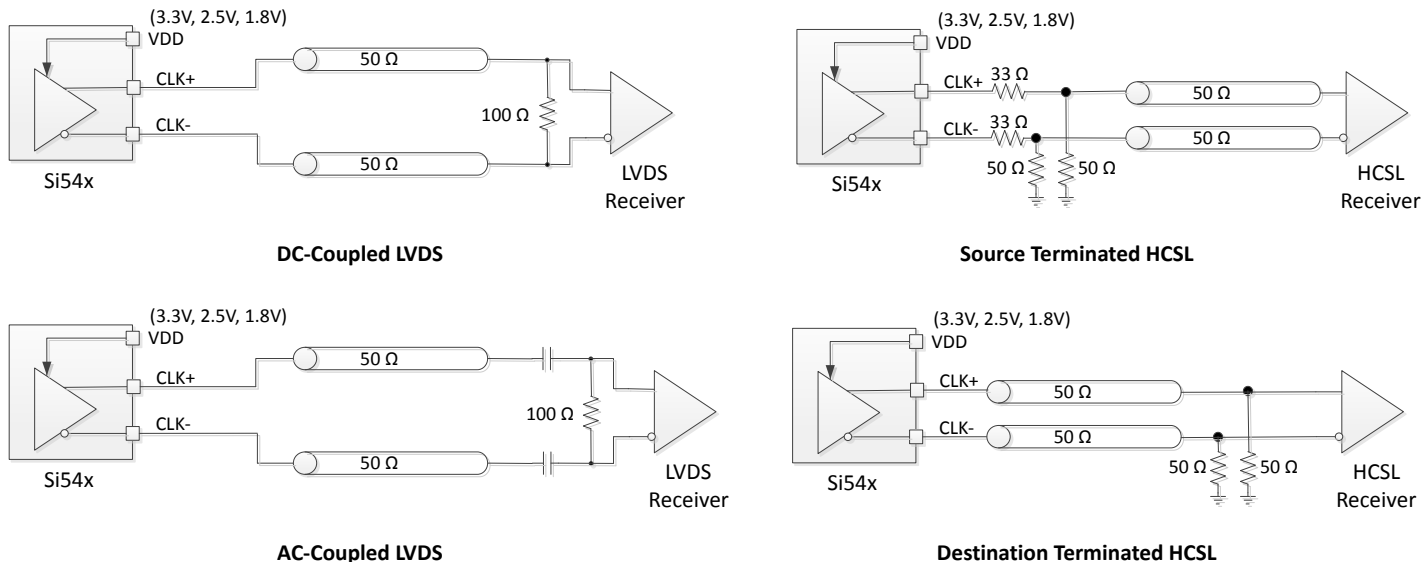 (3.3V, 2.5V, 1.8V)
VDD
CLK+
CLK-
50 Ω
50 Ω
100 Ω
Si54x
LVDS
Receiver
DC-Coupled LVDS
(3.3V, 2.5V, 1.8V)
VDD
CLK+
33 Ω
CLK-
33 Ω
50 Ω
50 Ω
50 Ω
50 Ω
Si54x
HCSL
Receiver
Source Terminated HCSL
(3.3V, 2.5V, 1.8V)
VDD
CLK+
CLK-
50 Ω
50 Ω
100 Ω
Si54x
LVDS
Receiver
AC-Coupled LVDS
(3.3V, 2.5V, 1.8V)
VDD
CLK+
CLK-
50 Ω
50 Ω
50 Ω
50 Ω
Si54x
HCSL
Receiver
Destination Terminated HCSL